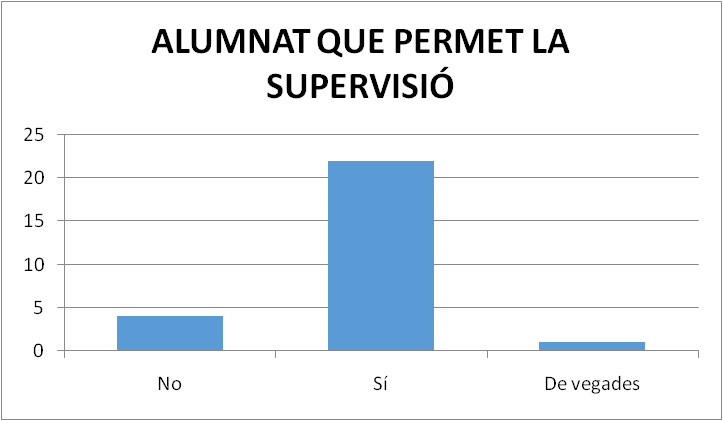 ALUMNAT QUE PERMET LA
SUPERVISIÓ
25
20
15
10
5
0
No
Sí
De vegades